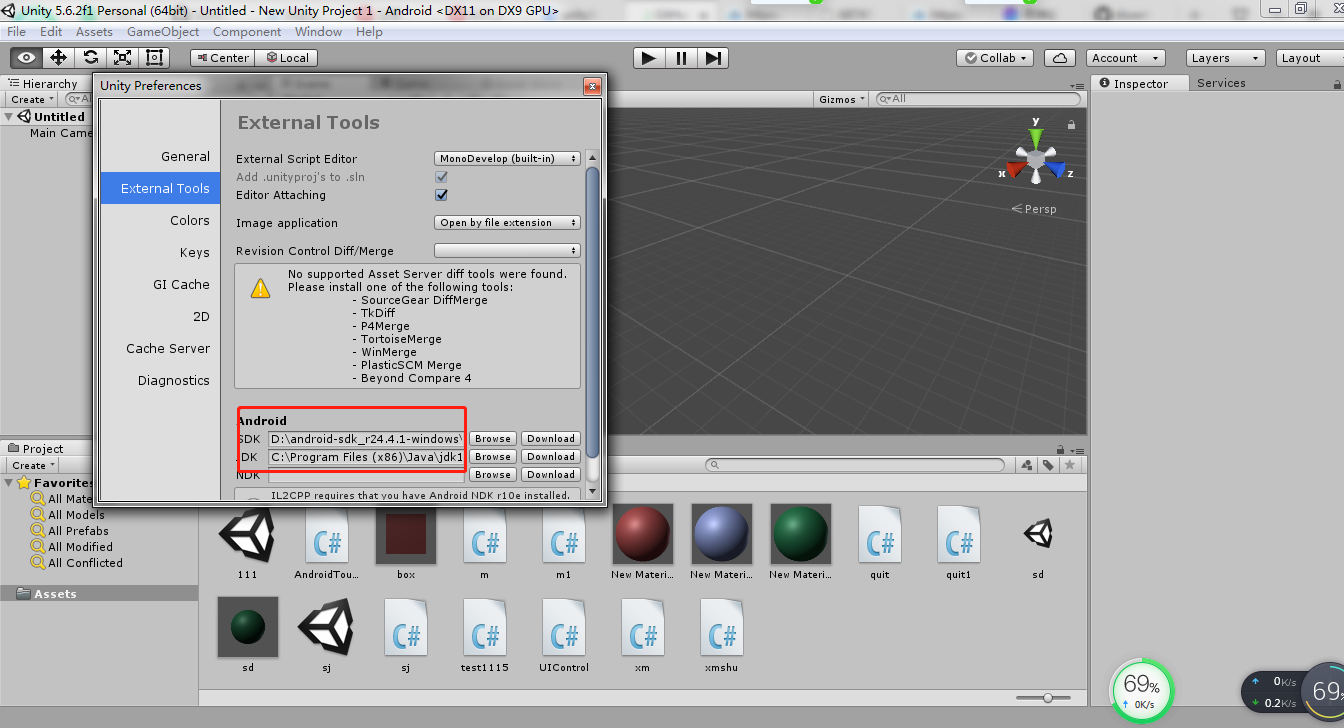 Unity 5.6.2f1 Personal (64bit) - Untitled - New Unity Project 1 - Android <DX11 on DX9 GPU>
File Edit Assets GameObject Component Window Help
Center Local Collab Account Layers Layout
Hierarchy
Create All
Untitled
Main Came
Unity Preferences
General
External Tools
Colors
Keys
GI Cache
2D
Cache Server
Diagnostics
External Tools
External Script Editor MonoDevelop (built-in)
Add .unityproj's to .sln
Editor Attaching
Image application Open by file extension
Revision Control Diff/Merge
No supported Asset Server diff tools were found.
Please install one of the following tools:
- SourceGear DiffMerge
- TkDiff
- P4Merge
- TortoiseMerge
- WinMerge
- PlasticSCM Merge
- Beyond Compare 4
Android
SDK D:\android-sdk_r24.4.1-windows\ Browse Download
JDK C:\Program Files (x86)\Java\jdk1 Browse Download
NDK Browse Download
IL2CPP requires that you have Android NDK r10e installed.
Gizmos All
y
x z
Persp
Inspector Services
Project
Create
Favorites
All Mate
All Models
All Prefabs
All Modified
All Conflicted
Assets
111 AndroidTou... box m m1 New Materi... New Materi... New Materi... quit quit1 sd
sd sj sj test1115 UIControl xm xmshu
69%
0K/s
0K/s
0.2K/s
69%